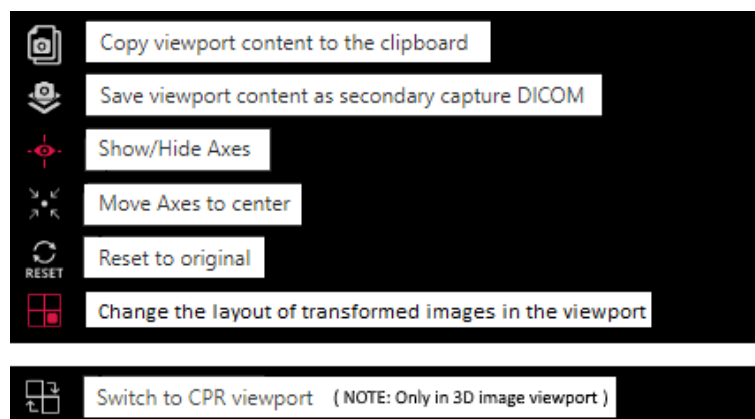 Copy viewport content to the clipboard
Save viewport content as secondary capture DICOM
Show/Hide Axes
Move Axes to center
RESET Reset to original
Change the layout of transformed images in the viewport
Switch to CPR viewport ( NOTE: Only in 3D image viewport )